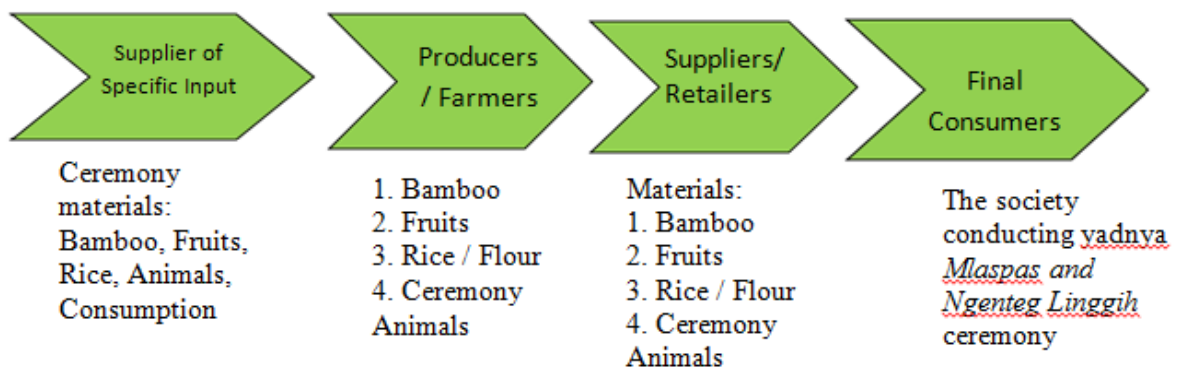 Supplier of
Specific Input
Ceremony
materials:
Bamboo, Fruits,
Rice, Animals,
Consumption
Producers
/ Farmers
1. Bamboo
2. Fruits
3. Rice / Flour
4. Ceremony
Animals
Suppliers/
Retailers
Materials:
1. Bamboo
2. Fruits
3. Rice / Flour
4. Ceremony
Animals
Final
Consumers
The society
conducting yadnya
Mlaspas and
Ngenteg Linggih
ceremony